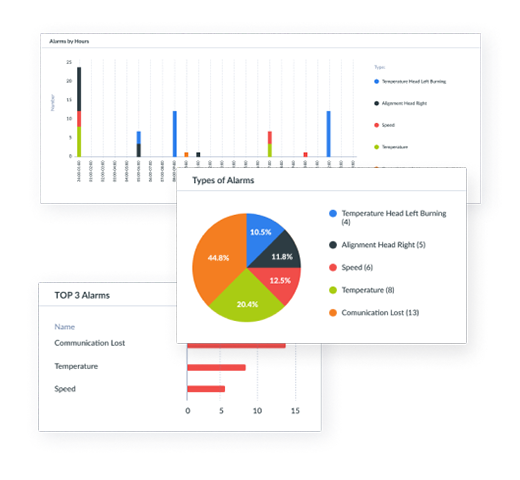 Alarms by Hours
25
20
15
10
5
0
Number
00:00-01:00
01:00-02:00
02:00-03:00
03:00-04:00
04:00-05:00
05:00-06:00
06:00-07:00
07:00-08:00
08:00-09:00
Temperature Head Left Burning
Alignment Head Right
Speed
Temperature
Types of Alarms
10.5%
11.8%
12.5%
20.4%
44.8%
Temperature Head Left Burning
(4)
Alignment Head Right (5)
Speed (6)
Temperature (8)
Comunication Lost (13)
TOP 3 Alarms
Name
Communication Lost
Temperature
Speed
0 5 10 15